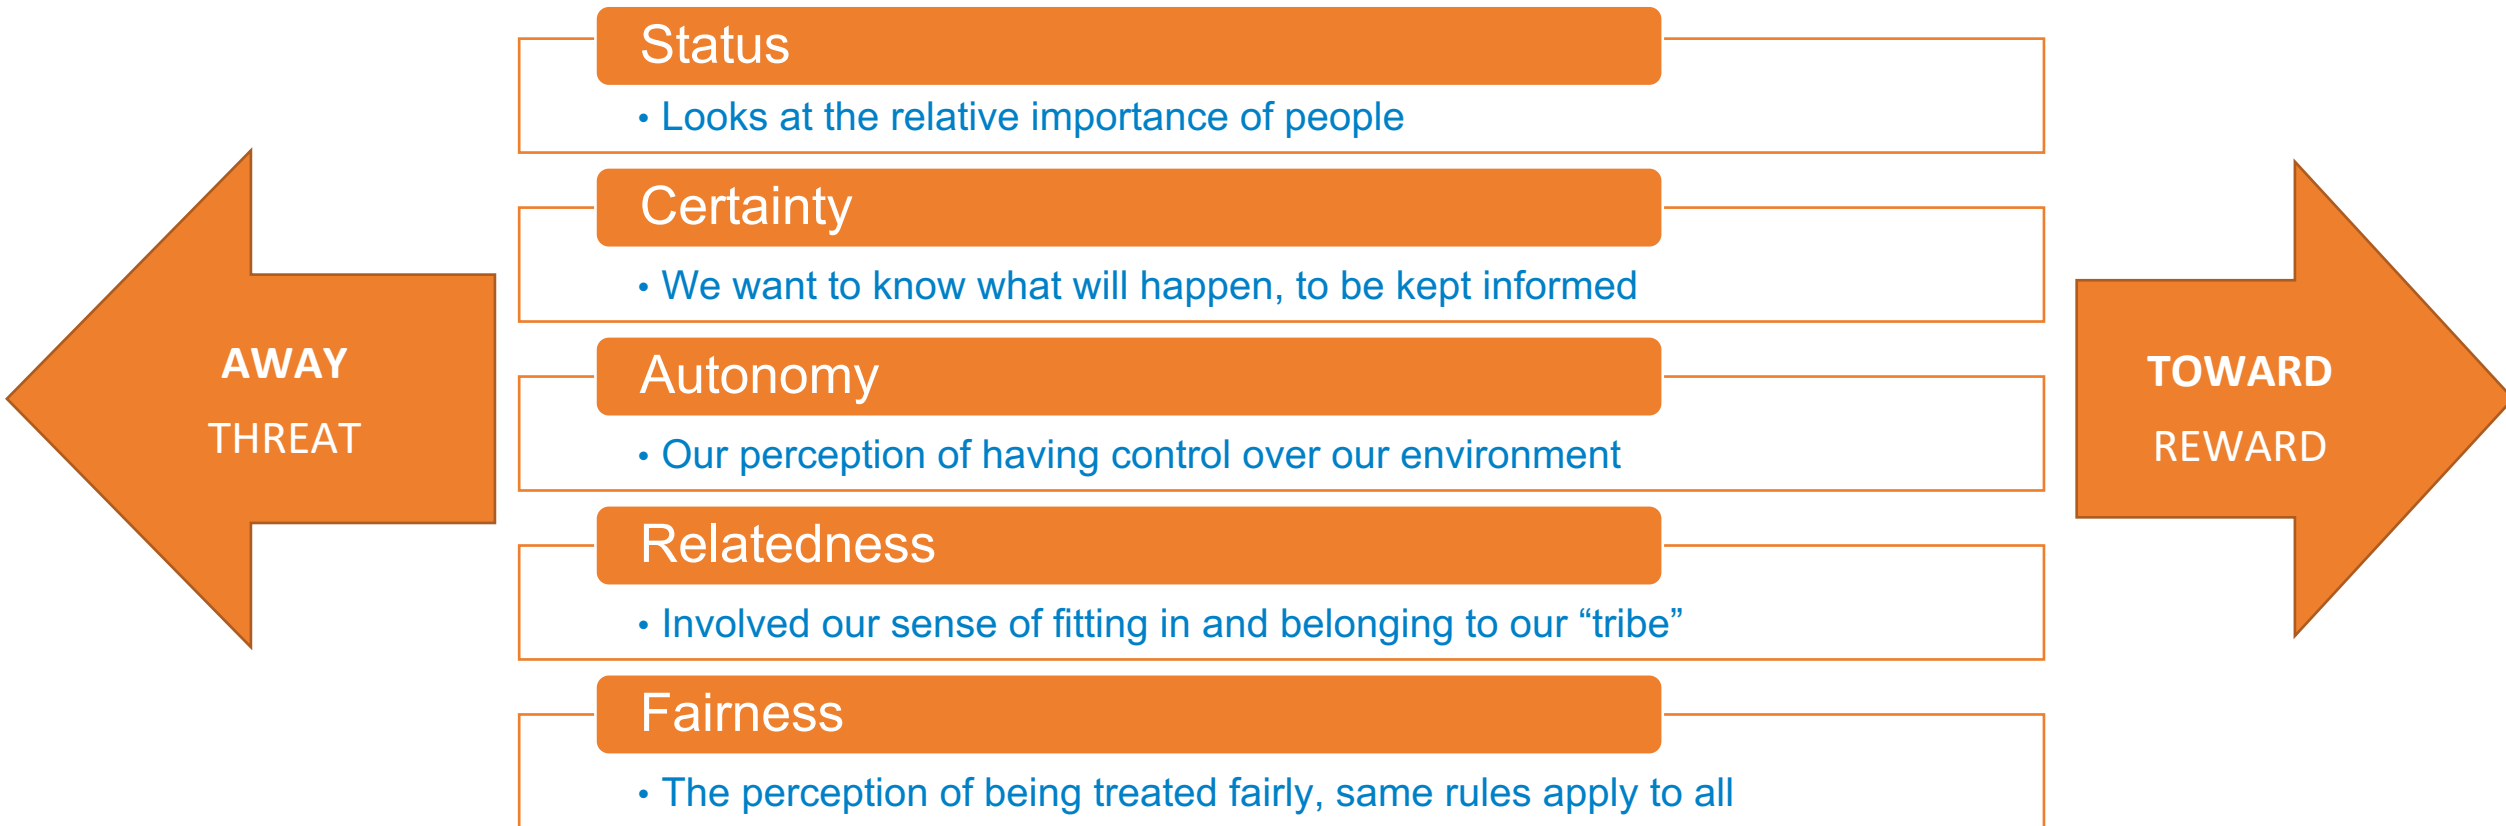 Status
• Looks at the relative importance of people
Certainty
• We want to know what will happen, to be kept informed
AWAY
THREAT
Autonomy
• Our perception of having control over our environment
TOWARD
REWARD
Relatedness
• Involved our sense of fitting in and belonging to our “tribe”
Fairness
• The perception of being treated fairly, same rules apply to all